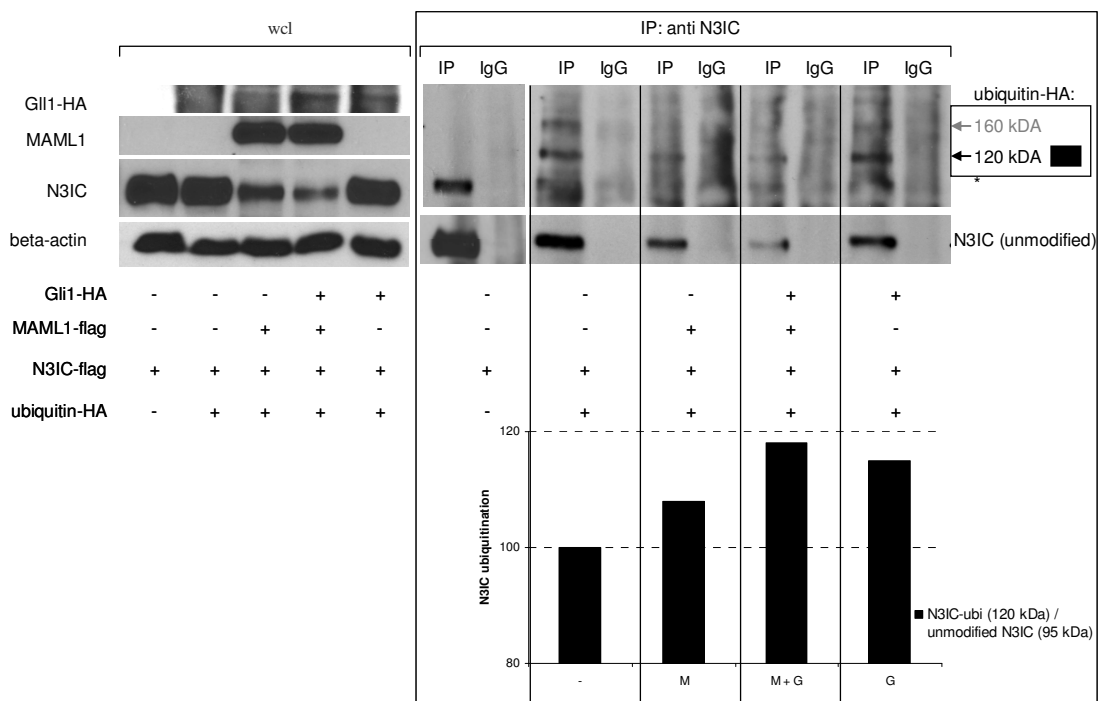 wcl
IP: anti N3IC
IP IgG IP IgG IP IgG IP IgG IP IgG
Gll1-HA
MAML1
N3IC
beta-actin
ubiquitin-HA:
160 kDA
120 kDA
*
N3IC (unmodified)
Gli1-HA - - - + + - - - + +
MAML1-flag - - + + - - - + + -
N3IC-flag + + + + + + + + + +
ubiquitin-HA - + + + + - + + + +
120
100
80
N3IC ubiquitination
- M M + G G
N3IC-ubi (120 kDa) /
unmodified N3IC (95 kDa)